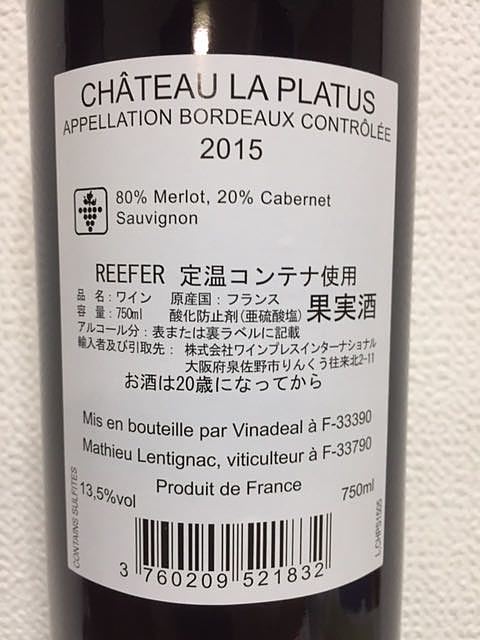 CHÂTEAU LA PLATUS
APPELLATION BORDEAUX CONTRÔLÉE
2015
80% Merlot, 20% Cabernet
Sauvignon
REEFER 定温コンテナ使用
品 名：ワイン 原産国：フランス
容 量：750ml 酸化防止剤(亜硫酸塩) 果実酒
アルコール分：表または裏ラベルに記載
輸入者及び引取先： 株式会社ワインプレスインターナショナル
大阪府泉佐野市りんくう往来北2-11
お酒は20歳になってから
Mis en bouteille par Vinadeal à F-33390
Mathieu Lentignac, viticulteur à F-33790
Produit de France
13,5%vol
750ml
CONTAINS SULFITES
L.CHPS1505
3 760209 521832